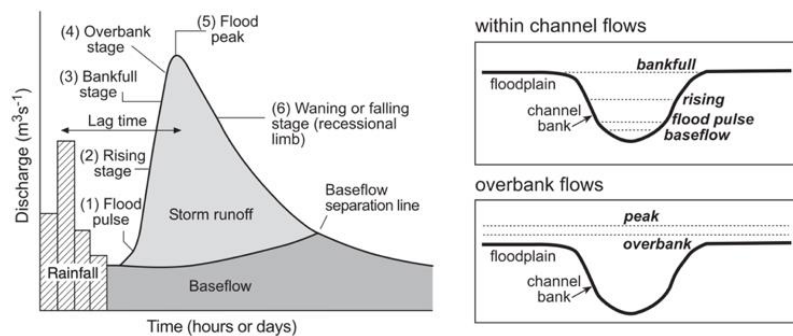 (5) Flood
peak
(4) Overbank
stage
(3) Bankfull
stage
Lag time
(6) Waning or falling
stage (recessional
limb)
(2) Rising
stage
(1) Flood
pulse
Storm runoff
Baseflow
separation line
Rainfall
Baseflow
Discharge (m³s⁻¹)
Time (hours or days)
within channel flows
bankfull
floodplain
rising
channel
bank
flood pulse
baseflow
overbank flows
peak
overbank
floodplain
channel
bank